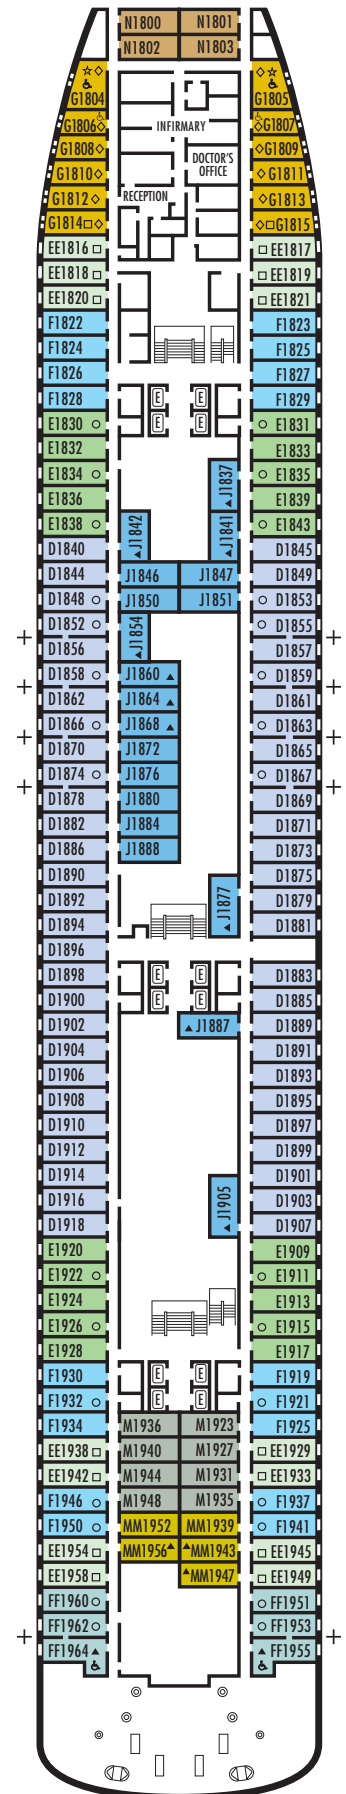 N1800 N1801
N1802 N1803
G1804 G1805
G1806 INFIRMARY G1807
G1808 DOCTOR'S G1809
OFFICE
G1810 G1811
G1812 RECEPTION G1813
G1814 G1815
EE1816 EE1817
EE1818 EE1819
EE1820 EE1821
F1822 F1823
F1824 F1825
F1826 F1827
F1828 E E F1829
E1830 E E E1831
E1832 E1833
E1834 J1837 E1835
E1836 E1839
E1838 J1842 J1841 E1843
D1840 D1845
D1844 J1846 J1847 D1849
D1848 J1850 J1851 D1853
D1852 J1854 D1855
D1856 D1857
D1858 J1860 D1859
D1862 J1864 D1861
D1866 J1868 D1863
D1870 J1872 D1865
D1874 J1876 D1867
D1878 J1880 D1869
D1882 J1884 D1871
D1886 J1888 D1873
D1890 D1875
D1892 J1877 D1879
D1894 D1881
D1896
D1898 E E D1883
D1900 E E D1885
D1902 J1887 D1889
D1904 D1891
D1906 D1893
D1908 D1895
D1910 D1897
D1912 D1899
D1914 D1901
D1916 J1905 D1903
D1918 D1907
E1920 E1909
E1922 E1911
E1924 E1913
E1926 E1915
E1928 E1917
F1930 E E F1919
F1932 E E F1921
F1934 M1936 M1923 F1925
EE1938 M1940 M1927 EE1929
EE1942 M1944 M1931 EE1933
F1946 M1948 M1935 F1937
F1950 MM1952 MM1939 F1941
EE1954 MM1956 MM1943 EE1945
EE1958 MM1947 EE1949
FF1960 FF1951
FF1962 FF1953
FF1964 FF1955